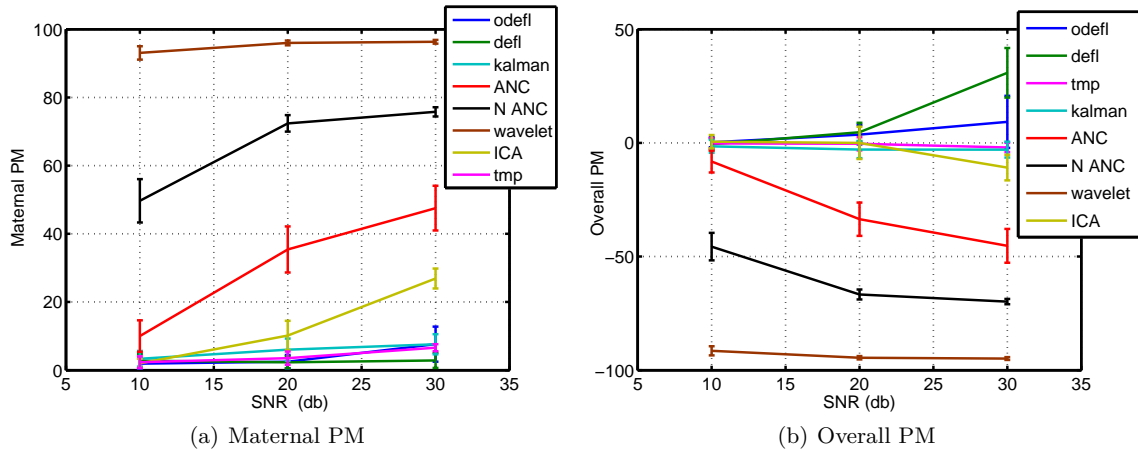 100
80
60
40
20
0
Maternal PM
5
10
15
20
25
30
35
SNR (db)
odefl
defl
kalman
ANC
N ANC
wavelet
ICA
tmp
(a) Maternal PM
50
0
−50
−100
Overall PM
5
10
15
20
25
30
35
SNR (db)
odefl
defl
tmp
kalman
ANC
N ANC
wavelet
ICA
(b) Overall PM